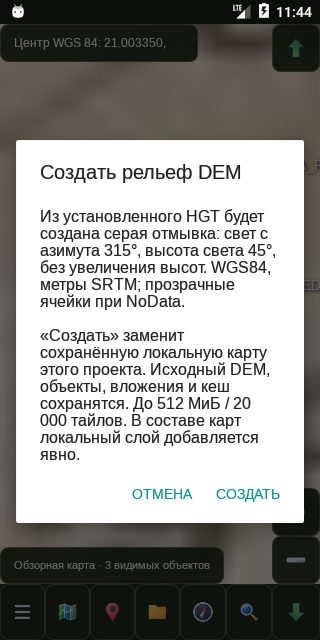 LTE
11:44
Центр WGS 84: 21.003350,
Создать рельеф DEM
Из установленного HGT будет
создана серая отмывка: свет с
азимута 315°, высота света 45°,
без увеличения высот. WGS84,
метры SRTM; прозрачные
ячейки при NoData.
«Создать» заменит
сохранённую локальную карту
этого проекта. Исходный DEM,
объекты, вложения и кеш
сохранятся. До 512 МиБ / 20
000 тайлов. В составе карт
локальный слой добавляется
явно.
ОТМЕНА
СОЗДАТЬ
Обзорная карта · 3 видимых объектов